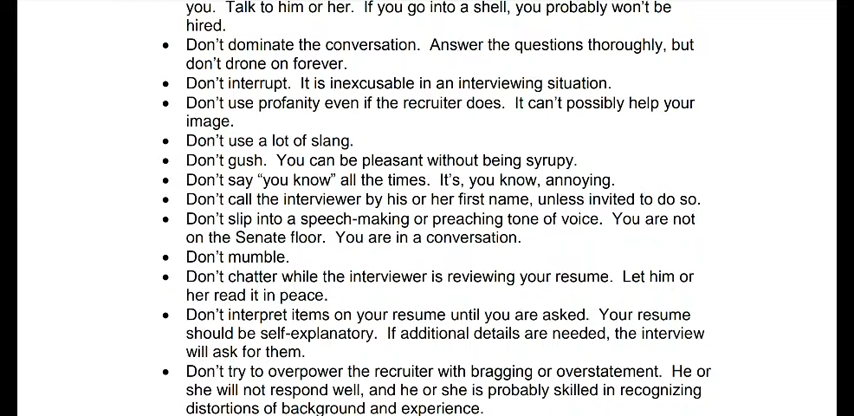 you.  Talk to him or her.  If you go into a shell, you probably won't be
hired.
• Don't dominate the conversation.  Answer the questions thoroughly, but
don't drone on forever.
• Don't interrupt.  It is inexcusable in an interviewing situation.
• Don't use profanity even if the recruiter does.  It can't possibly help your
image.
• Don't use a lot of slang.
• Don't gush.  You can be pleasant without being syrupy.
• Don't say “you know” all the times.  It's, you know, annoying.
• Don't call the interviewer by his or her first name, unless invited to do so.
• Don't slip into a speech-making or preaching tone of voice.  You are not
on the Senate floor.  You are in a conversation.
• Don't mumble.
• Don't chatter while the interviewer is reviewing your resume.  Let him or
her read it in peace.
• Don't interpret items on your resume until you are asked.  Your resume
should be self-explanatory.  If additional details are needed, the interview
will ask for them.
• Don't try to overpower the recruiter with bragging or overstatement.  He or
she will not respond well, and he or she is probably skilled in recognizing
distortions of background and experience.